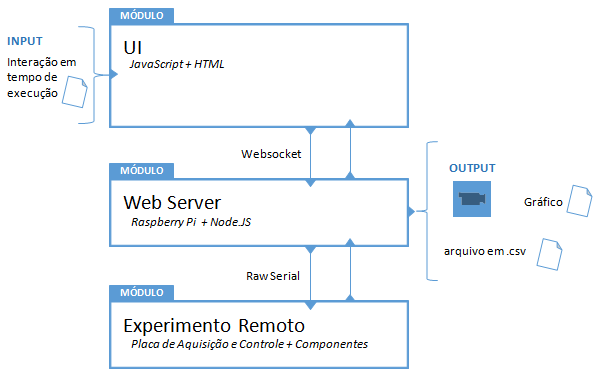 MÓDULO
INPUT
UI
JavaScript + HTML
Interação em
tempo de
execução
Websocket
MÓDULO
Web Server
Raspberry Pi + Node.JS
OUTPUT
Gráfico
arquivo em .csv
Raw Serial
MÓDULO
Experimento Remoto
Placa de Aquisição e Controle + Componentes